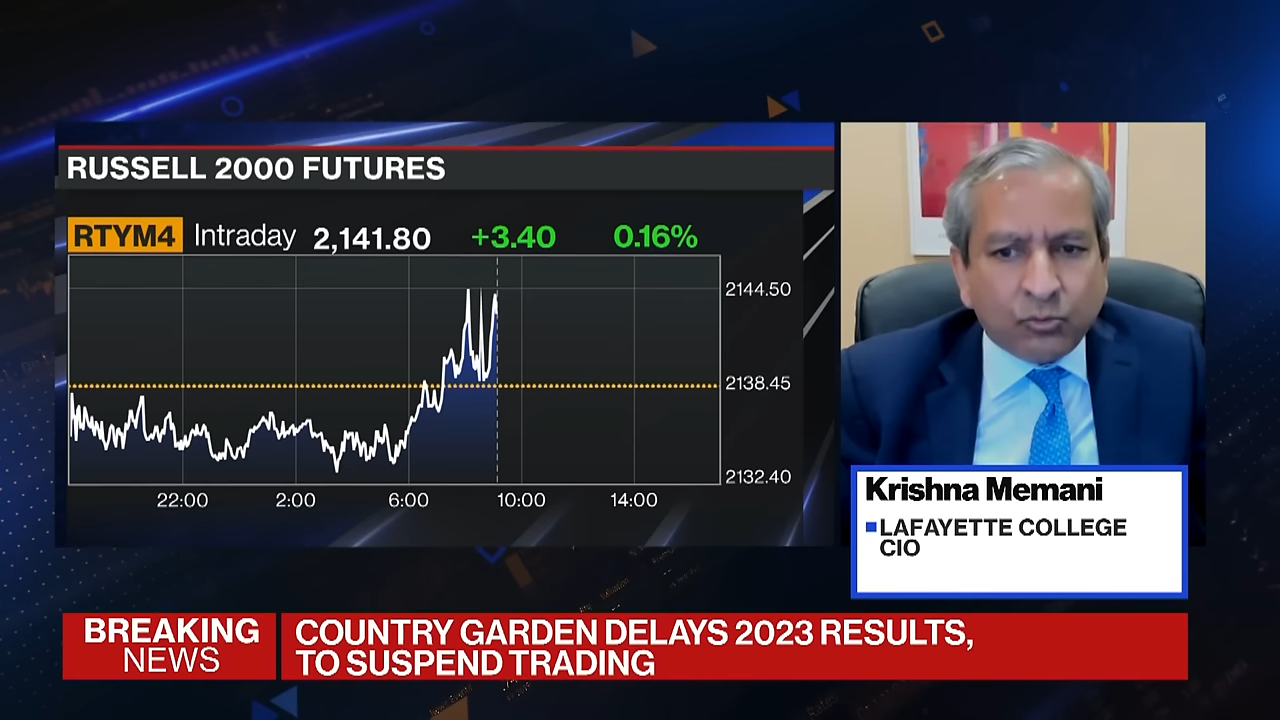 RUSSELL 2000 FUTURES
RTYM4 Intraday 2,141.80 +3.40 0.16%
2144.50
2138.45
2132.40
22:00 2:00 6:00 10:00 14:00
Krishna Memani
LAFAYETTE COLLEGE
CIO
BREAKING
NEWS
COUNTRY GARDEN DELAYS 2023 RESULTS,
TO SUSPEND TRADING